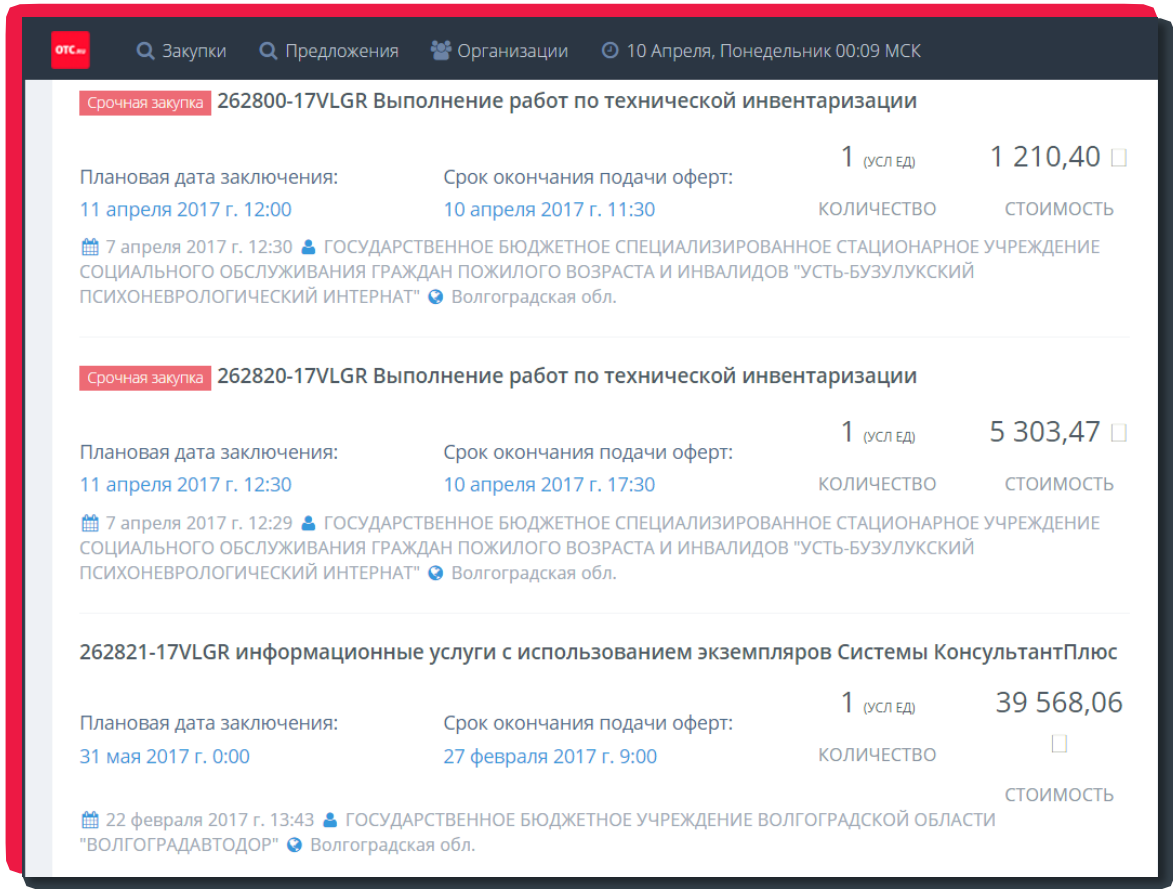 ОТС.RU Закупки Предложения Организации 10 Апреля, Понедельник 00:09 МСК
Срочная закупка 262800-17VLGR Выполнение работ по технической инвентаризации
1 (УСЛ ЕД) 1 210,40
Плановая дата заключения: Срок окончания подачи оферт:
11 апреля 2017 г. 12:00 10 апреля 2017 г. 11:30 КОЛИЧЕСТВО СТОИМОСТЬ
7 апреля 2017 г. 12:30 ГОСУДАРСТВЕННОЕ БЮДЖЕТНОЕ СПЕЦИАЛИЗИРОВАННОЕ СТАЦИОНАРНОЕ УЧРЕЖДЕНИЕ
СОЦИАЛЬНОГО ОБСЛУЖИВАНИЯ ГРАЖДАН ПОЖИЛОГО ВОЗРАСТА И ИНВАЛИДОВ "УСТЬ-БУЗУЛУКСКИЙ
ПСИХОНЕВРОЛОГИЧЕСКИЙ ИНТЕРНАТ" Волгоградская обл.
Срочная закупка 262820-17VLGR Выполнение работ по технической инвентаризации
1 (УСЛ ЕД) 5 303,47
Плановая дата заключения: Срок окончания подачи оферт:
11 апреля 2017 г. 12:30 10 апреля 2017 г. 17:30 КОЛИЧЕСТВО СТОИМОСТЬ
7 апреля 2017 г. 12:29 ГОСУДАРСТВЕННОЕ БЮДЖЕТНОЕ СПЕЦИАЛИЗИРОВАННОЕ СТАЦИОНАРНОЕ УЧРЕЖДЕНИЕ
СОЦИАЛЬНОГО ОБСЛУЖИВАНИЯ ГРАЖДАН ПОЖИЛОГО ВОЗРАСТА И ИНВАЛИДОВ "УСТЬ-БУЗУЛУКСКИЙ
ПСИХОНЕВРОЛОГИЧЕСКИЙ ИНТЕРНАТ" Волгоградская обл.
262821-17VLGR информационные услуги с использованием экземпляров Системы КонсультантПлюс
1 (УСЛ ЕД) 39 568,06
Плановая дата заключения: Срок окончания подачи оферт:
31 мая 2017 г. 0:00 27 февраля 2017 г. 9:00 КОЛИЧЕСТВО
СТОИМОСТЬ
22 февраля 2017 г. 13:43 ГОСУДАРСТВЕННОЕ БЮДЖЕТНОЕ УЧРЕЖДЕНИЕ ВОЛГОГРАДСКОЙ ОБЛАСТИ
"ВОЛГОГРАДАВТОДОР" Волгоградская обл.